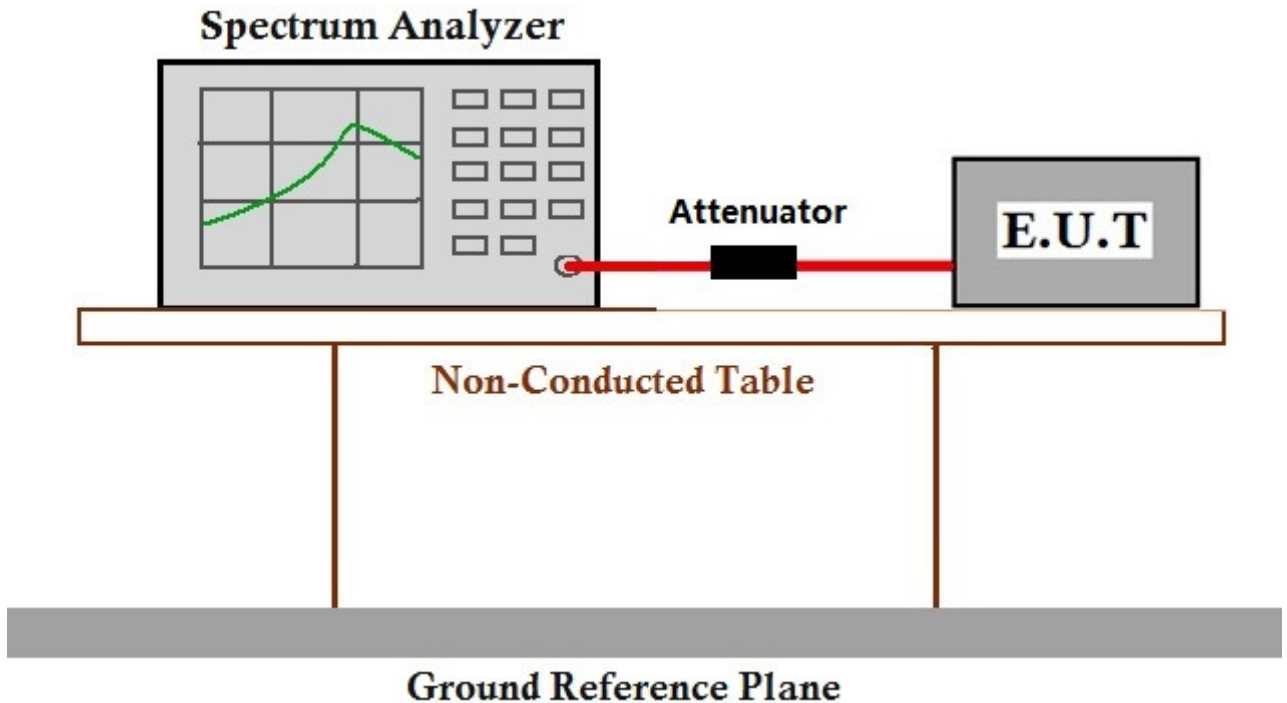 Spectrum Analyzer
Attenuator
E.U.T
Non-Conducted Table
Ground Reference Plane